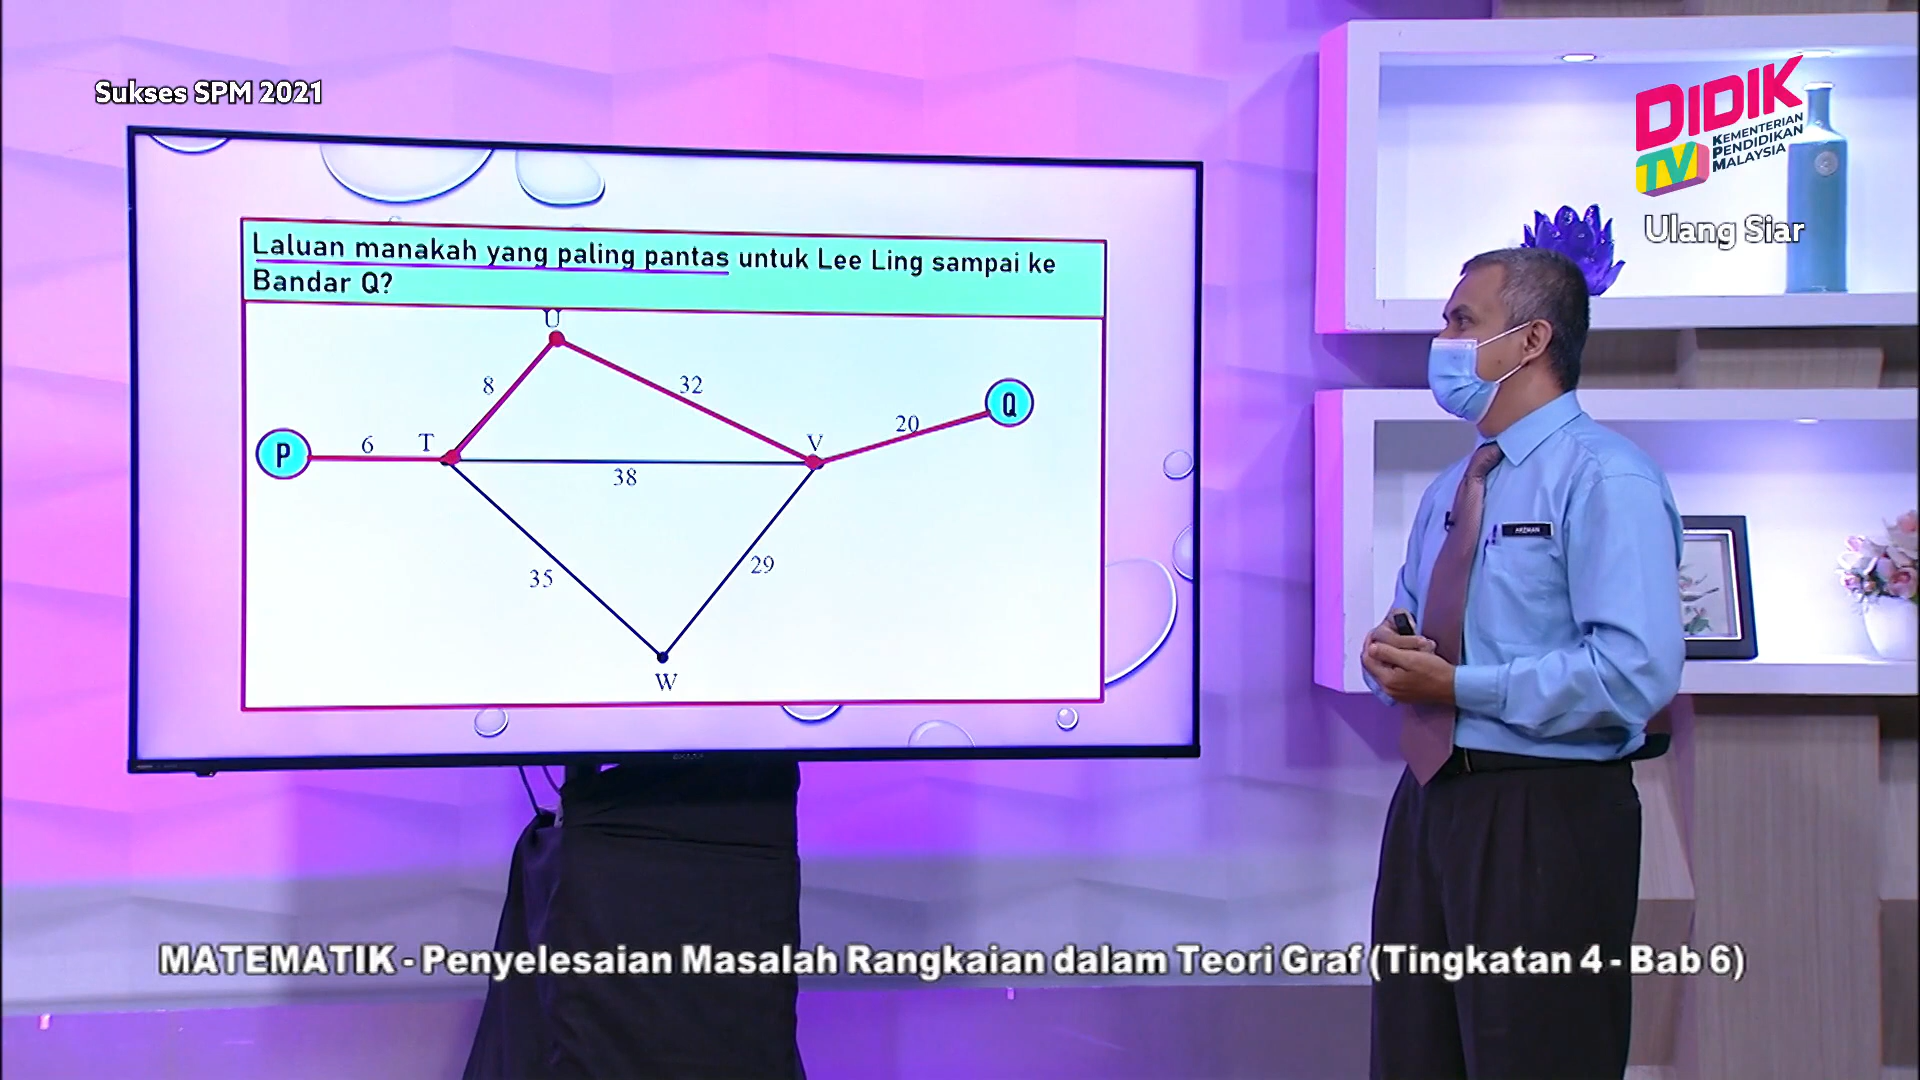 Sukses SPM 2021
DIDIK
TV
KEMENTERIAN
PENDIDIKAN
MALAYSIA
Ulang Siar
Laluan manakah yang paling pantas untuk Lee Ling sampai ke
Bandar Q?
U
8
32
Q
20
P
6
T
V
38
35
29
W
ARZMAN
MATEMATIK - Penyelesaian Masalah Rangkaian dalam Teori Graf (Tingkatan 4 - Bab 6)